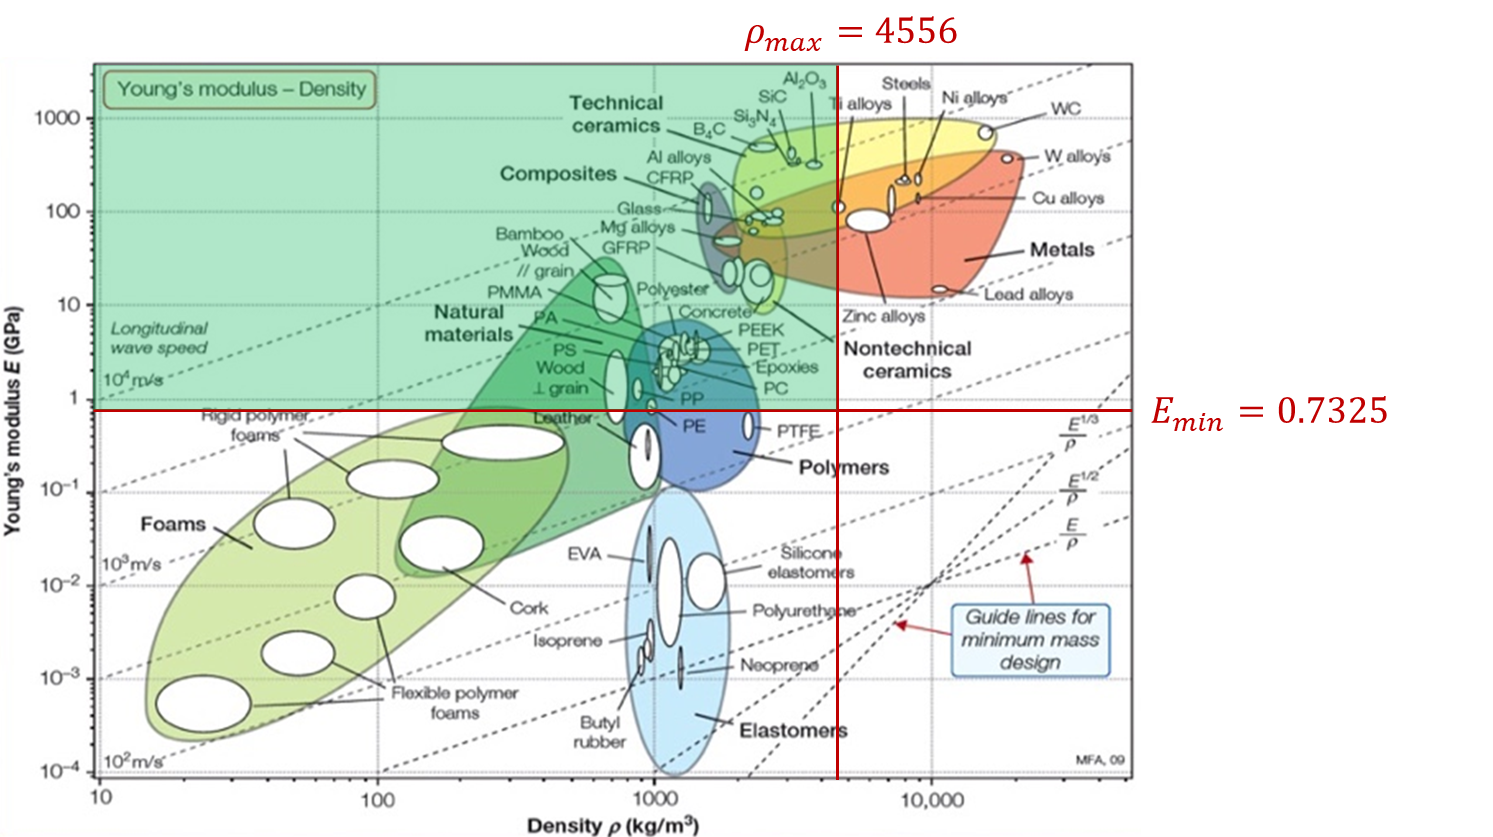 ρmax = 4556
Young's modulus – Density
Technical
ceramics
Al₂O₃
SiC
Si₃N₄
B₄C
Ti alloys
Steels
Ni alloys
WC
W alloys
Cu alloys
Metals
Lead alloys
Zinc alloys
Nontechnical
ceramics
Composites
Al alloys
CFRP
Glass
Mg alloys
GFRP
Bamboo
Wood
// grain
PMMA
Natural
materials
PA
PS
Wood
⊥ grain
Polyester
Concrete
PEEK
PET
Epoxies
PC
PP
PE
Leather
PTFE
Polymers
Longitudinal
wave speed
10⁴m/s
10³m/s
10²m/s
Rigid polymer
foams
Foams
Cork
Flexible polymer
foams
EVA
Isoprene
Butyl
rubber
Silicone
elastomers
Polyurethane
Neoprene
Elastomers
Emin = 0.7325
E^1/3
ρ
E^1/2
ρ
E
ρ
Guide lines for
minimum mass
design
MFA, 09
Young's modulus E (GPa)
1000
100
10
1
10⁻¹
10⁻²
10⁻³
10⁻⁴
10
100
1000
10,000
Density ρ (kg/m³)